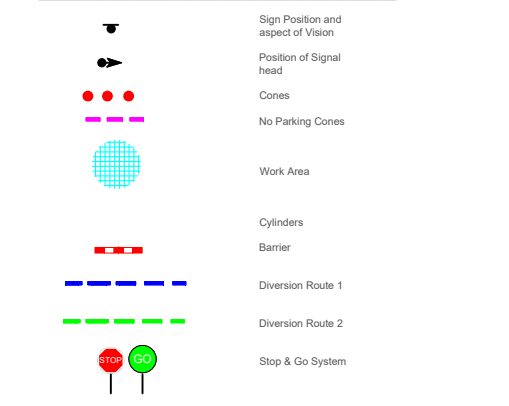 Sign Position and
aspect of Vision
Position of Signal
head
Cones
No Parking Cones
Work Area
Cylinders
Barrier
Diversion Route 1
Diversion Route 2
STOP GO
Stop & Go System